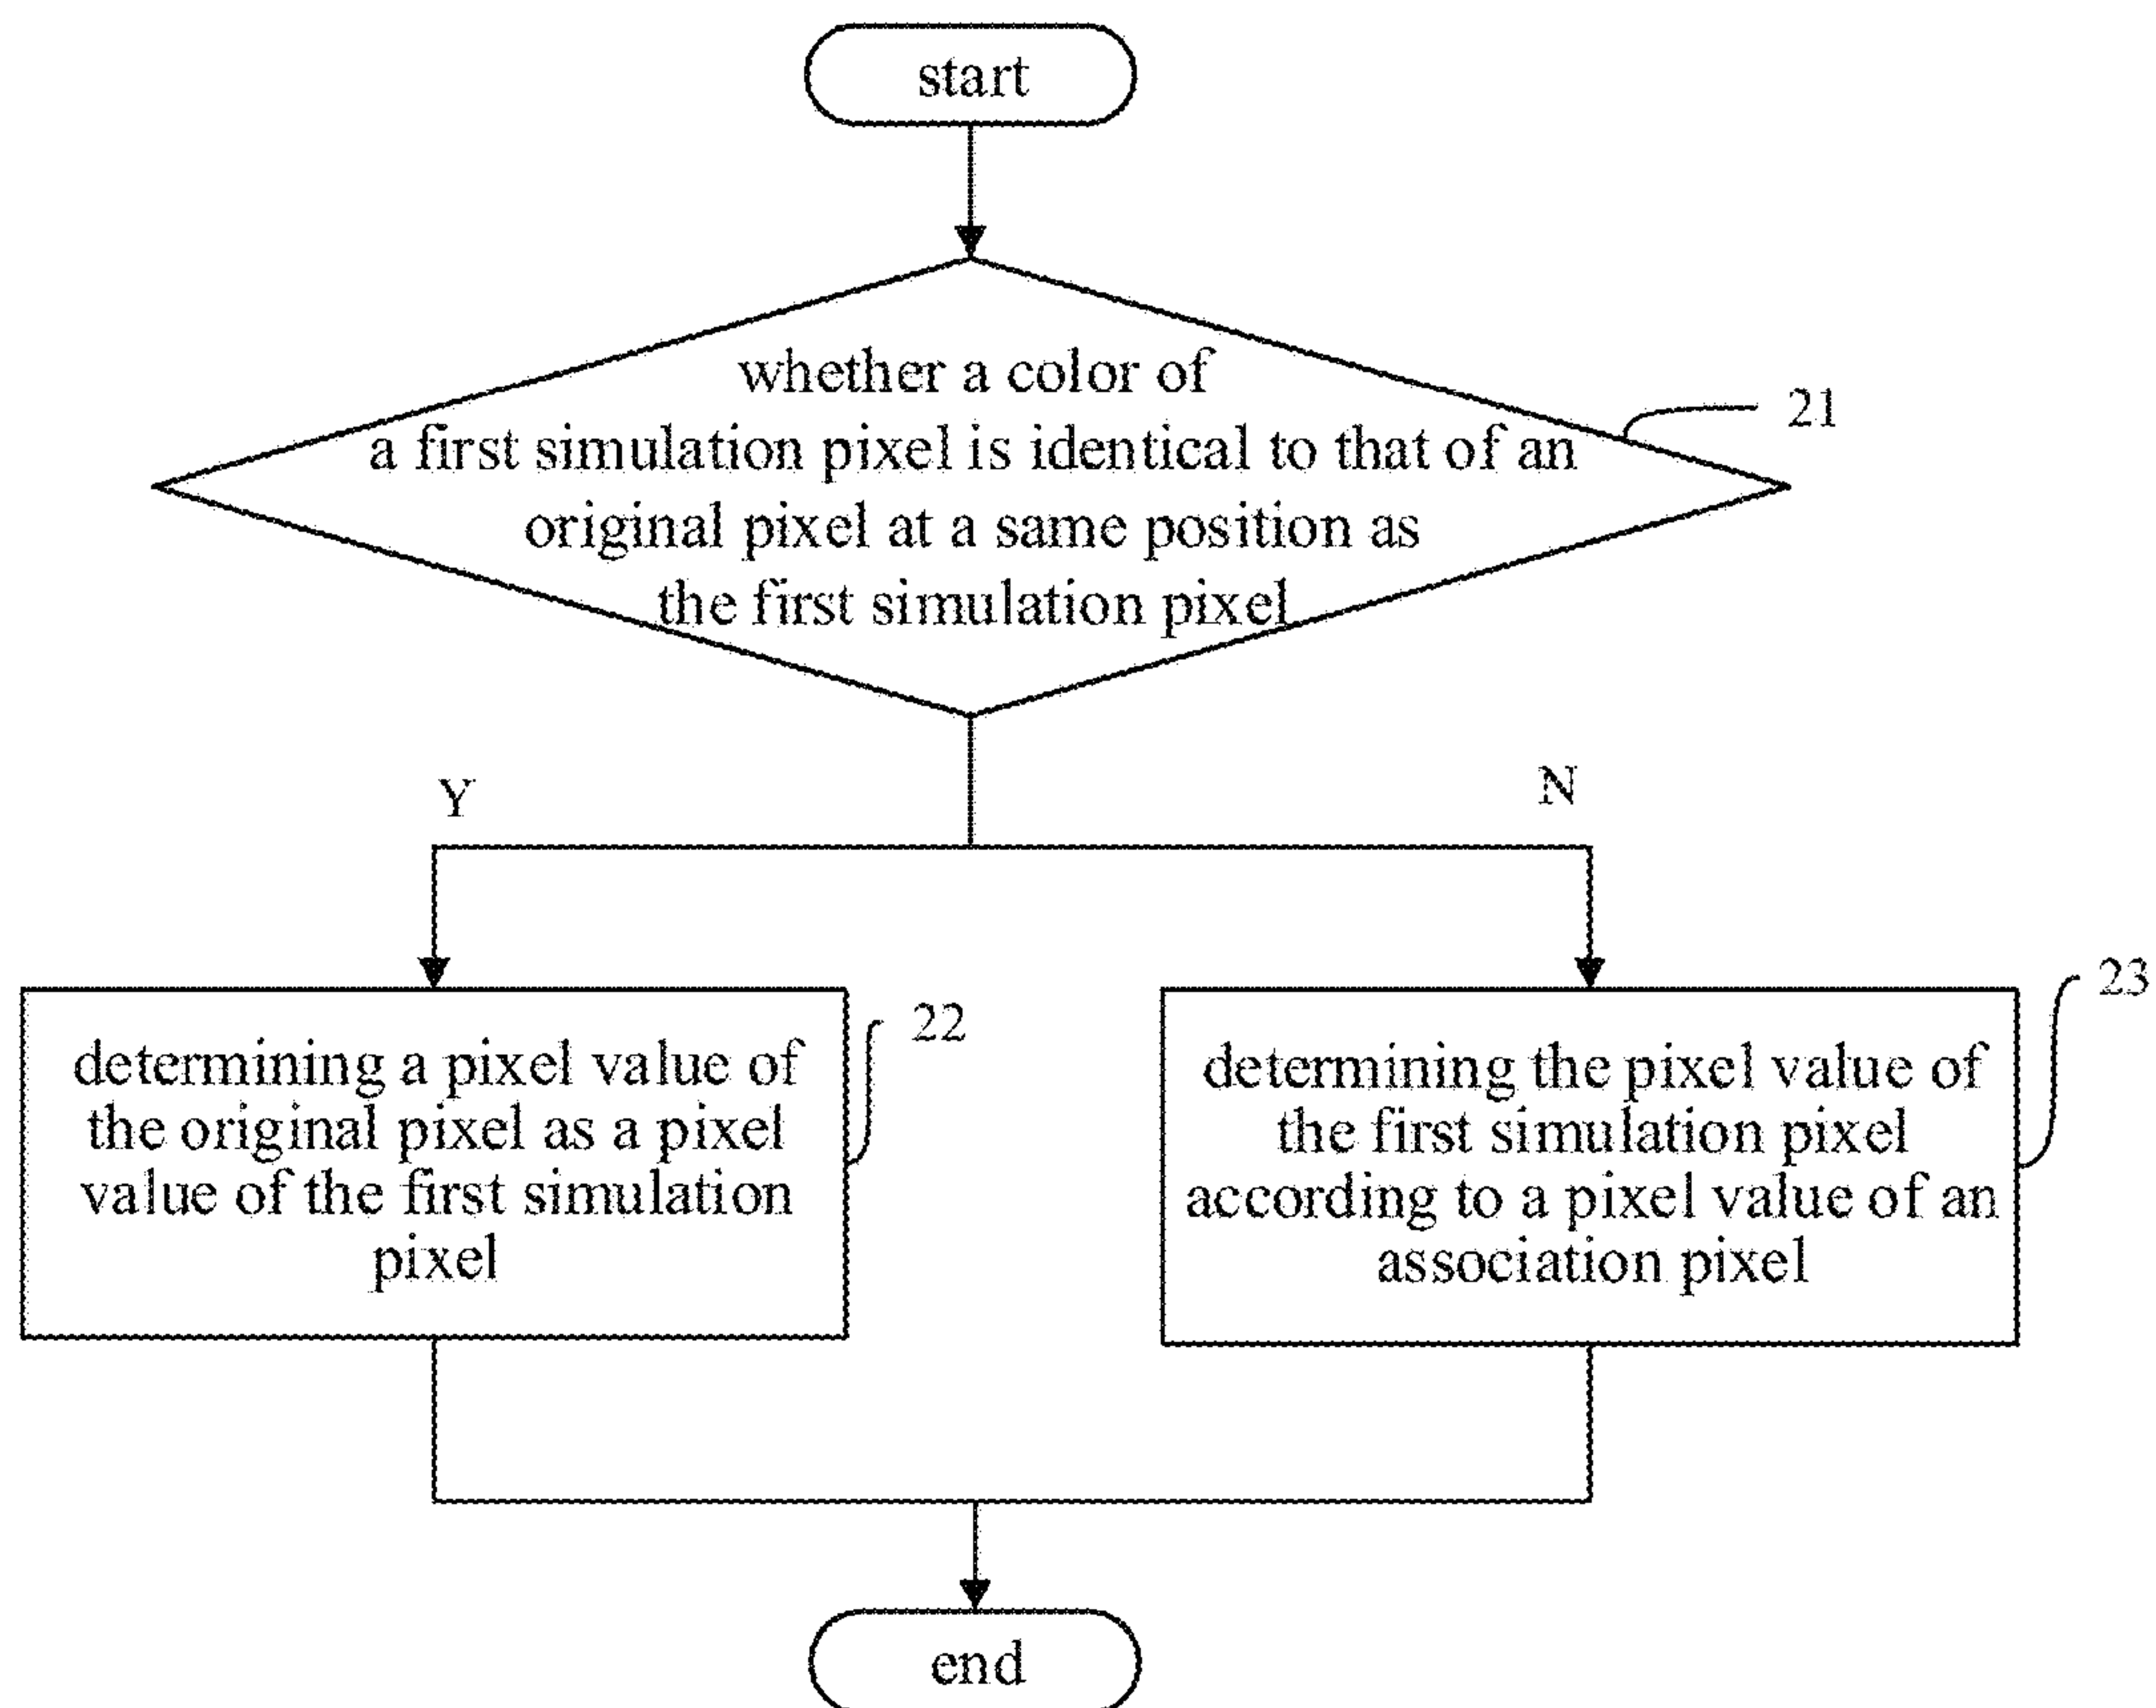 start
whether a color of
a first simulation pixel is identical to that of an
original pixel at a same position as
the first simulation pixel
21
Y
N
22
determining a pixel value of
the original pixel as a pixel
value of the first simulation
pixel
23
determining the pixel value of
the first simulation pixel
according to a pixel value of an
association pixel
end